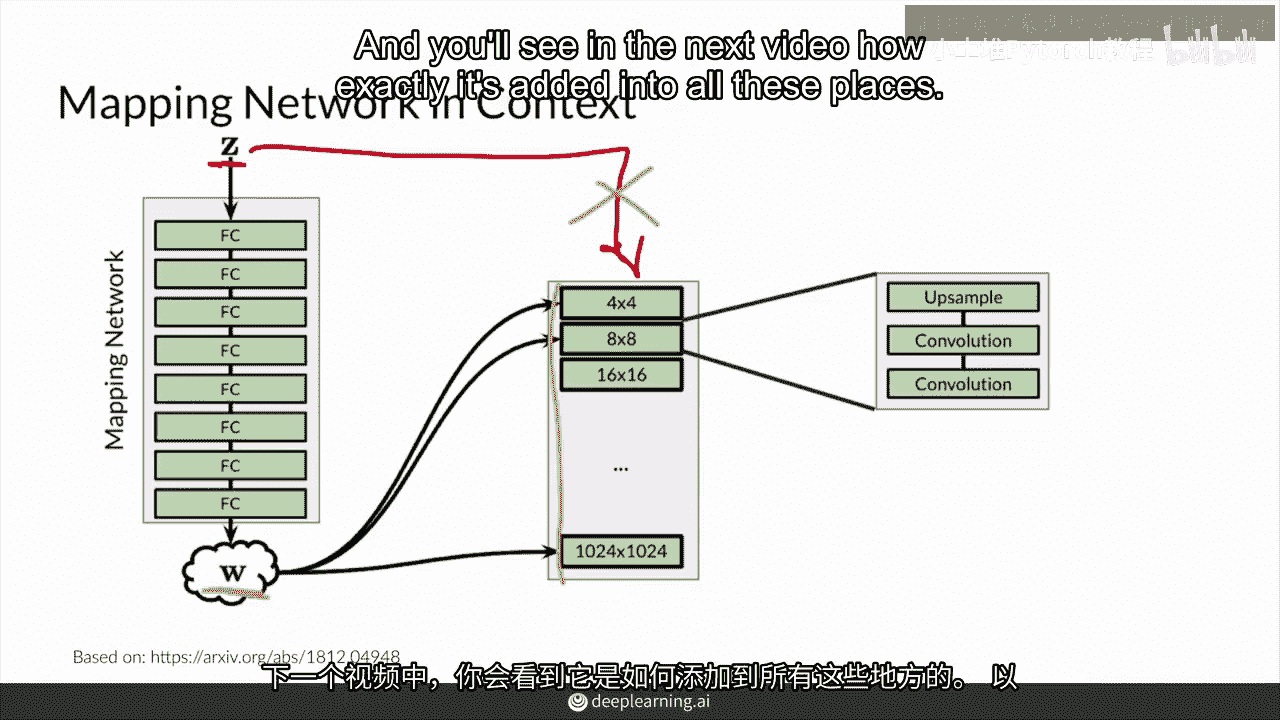 And you'll see in the next video how
exactly it's added into all these places.
Mapping Network in Context
z
Mapping Network
FC
FC
FC
FC
FC
FC
FC
FC
w
4x4
8x8
16x16
...
1024x1024
Upsample
Convolution
Convolution
Based on: https://arxiv.org/abs/1812.04948
下一个视频中，你会看到它是如何添加到所有这些地方的。 以
deeplearning.ai